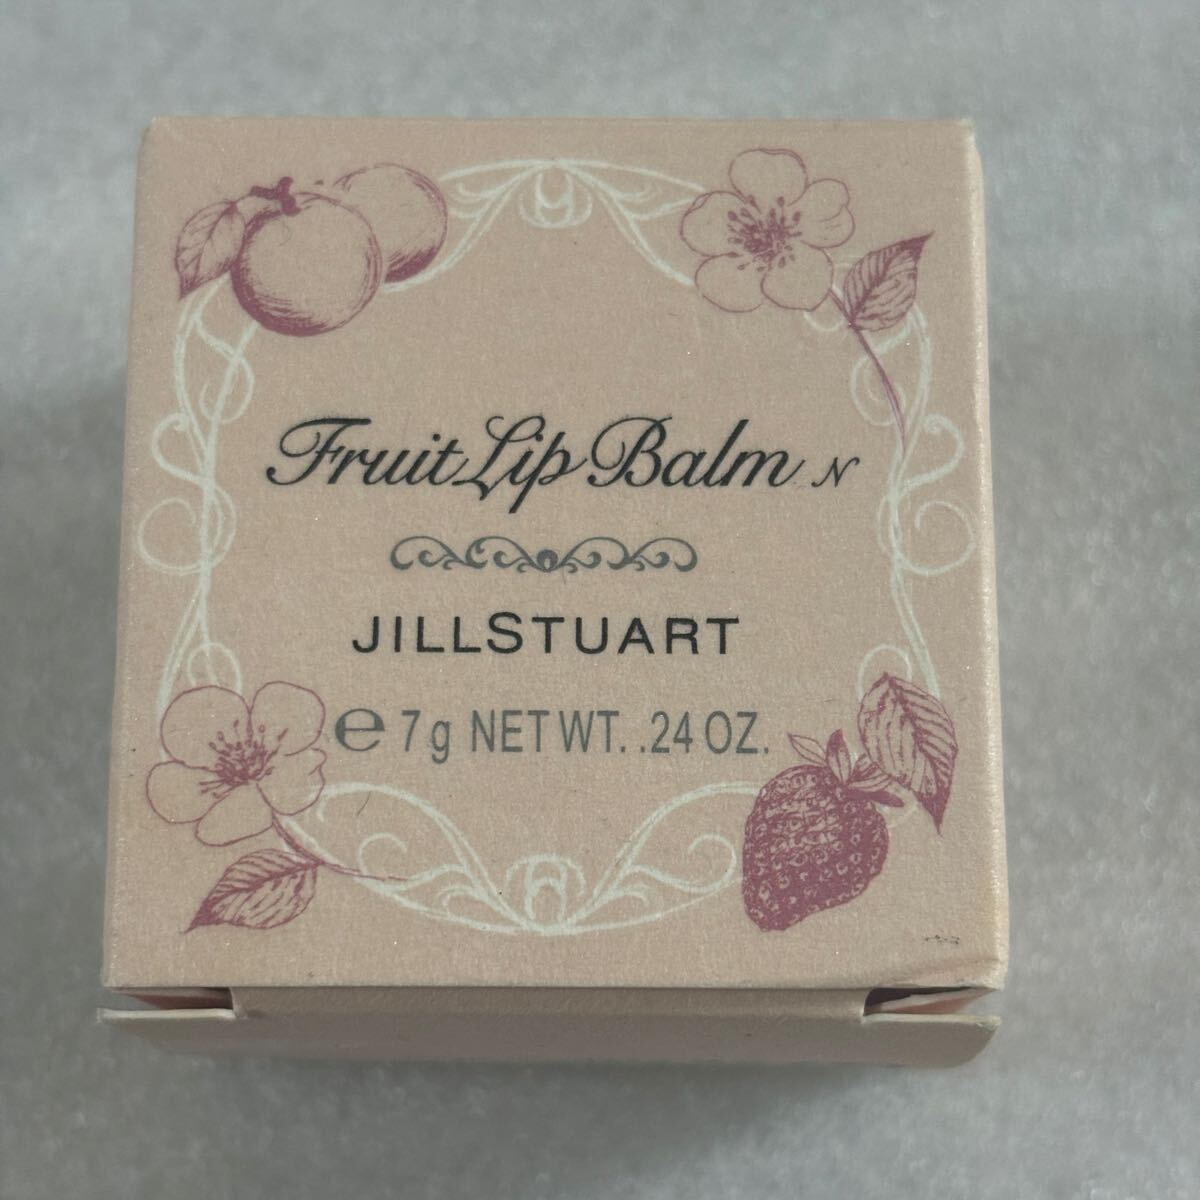 Fruit Lip Balm N
JILLSTUART
℮ 7g NET WT. .24 OZ.